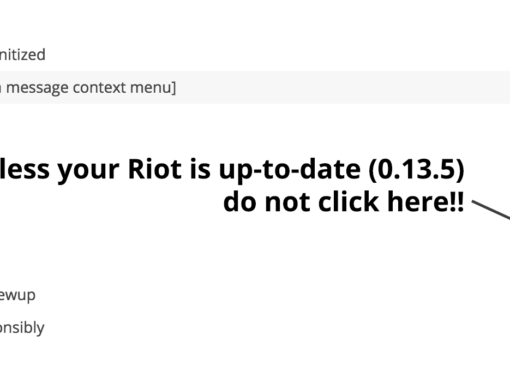 nitized
message context menu]
less your Riot is up-to-date (0.13.5)
do not click here!!
ewup
onsibly